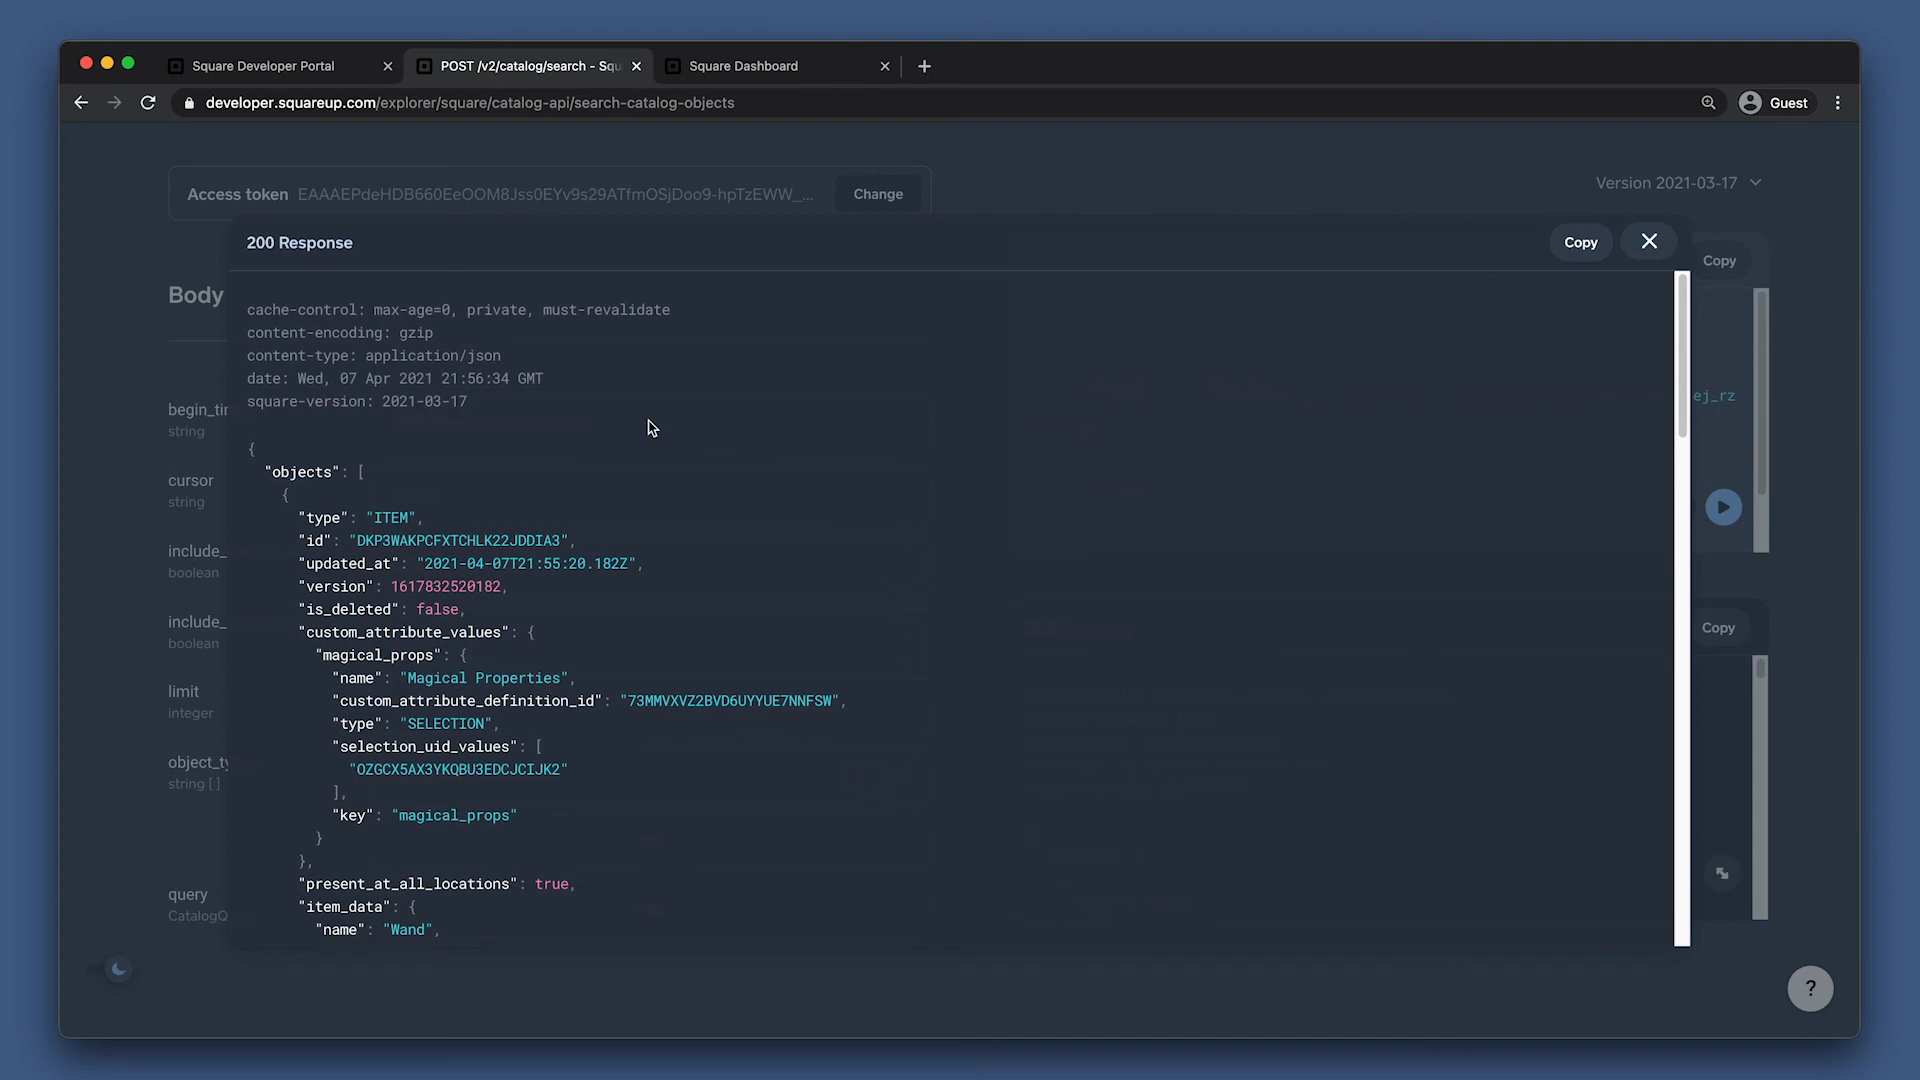 Square Developer Portal
POST /v2/catalog/search - Squ
Square Dashboard
developer.squareup.com/explorer/square/catalog-api/search-catalog-objects
Guest
Access token EAAAEPdeHDB660EeOOM8Jss0EYv9s29ATfmOSjDoo9-hpTzEWW_...
Change
Version 2021-03-17
200 Response
Copy
Copy
Body
cache-control: max-age=0, private, must-revalidate
content-encoding: gzip
content-type: application/json
date: Wed, 07 Apr 2021 21:56:34 GMT
square-version: 2021-03-17
ej_rz
begin_tim
string
cursor
string
include_
boolean
include_
boolean
limit
integer
object_ty
string [ ]
query
CatalogQ
{
"objects": [
{
"type": "ITEM",
"id": "DKP3WAKPCFXTCHLK22JDDIA3",
"updated_at": "2021-04-07T21:55:20.182Z",
"version": 1617832520182,
"is_deleted": false,
"custom_attribute_values": {
"magical_props": {
"name": "Magical Properties",
"custom_attribute_definition_id": "73MMVXVZ2BVD6UYYUE7NNFSW",
"type": "SELECTION",
"selection_uid_values": [
"OZGCX5AX3YKQBU3EDCJCIJK2"
],
"key": "magical_props"
}
},
"present_at_all_locations": true,
"item_data": {
"name": "Wand",
Copy
?